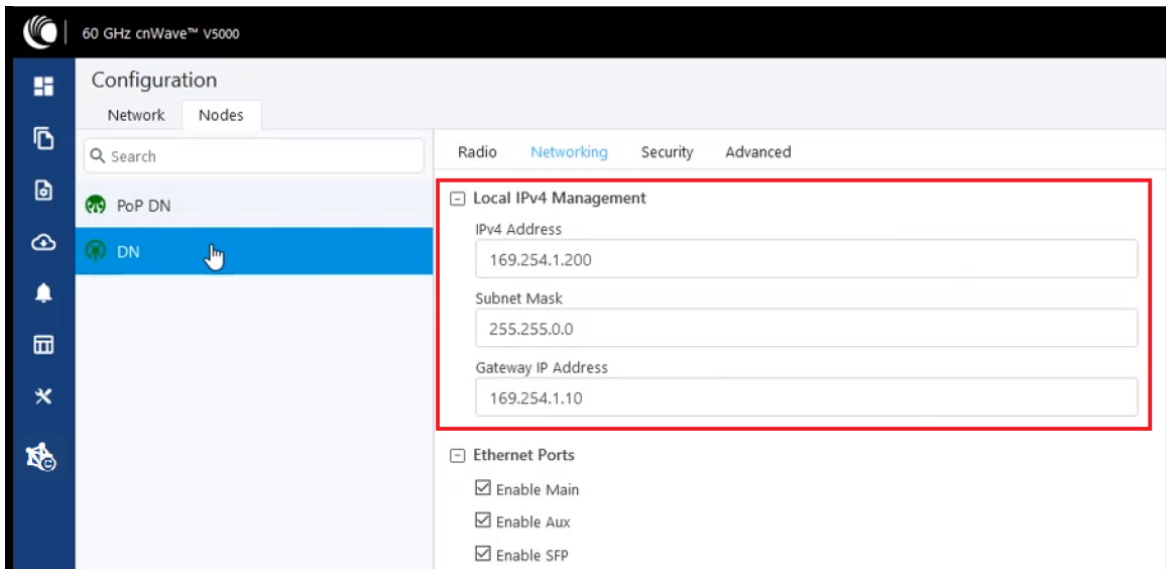 60 GHz cnWave™ V5000
Configuration
Network Nodes
Search
PoP DN
DN
Radio Networking Security Advanced
Local IPv4 Management
IPv4 Address
169.254.1.200
Subnet Mask
255.255.0.0
Gateway IP Address
169.254.1.10
Ethernet Ports
Enable Main
Enable Aux
Enable SFP